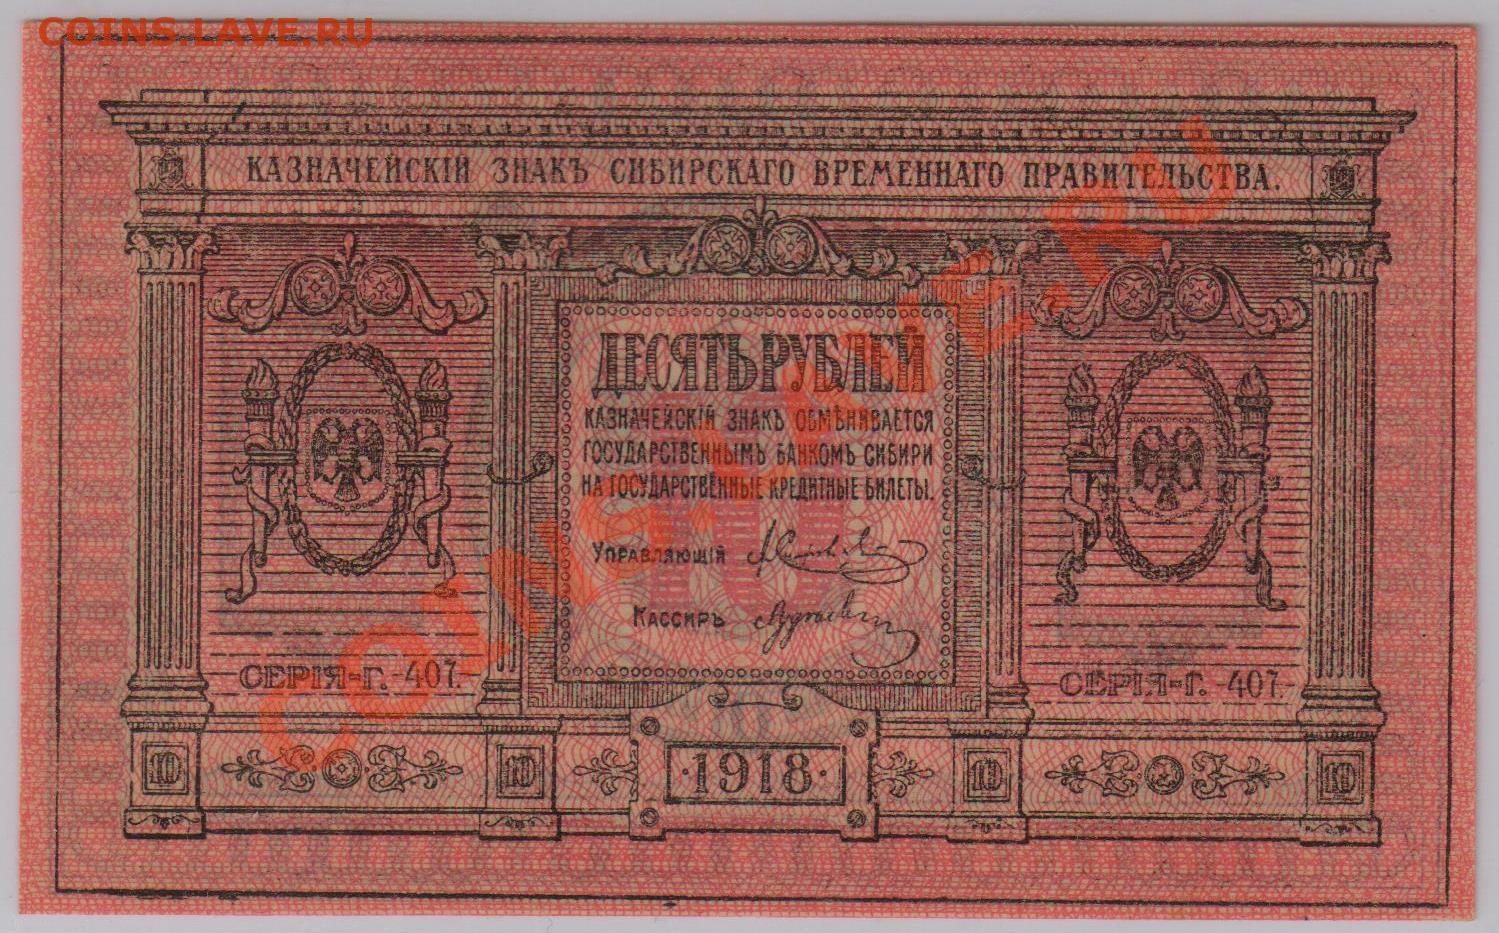 COINS.LAVE.RU
КАЗНАЧЕЙСКІЙ ЗНАКЪ СИБИРСКАГО ВРЕМЕННАГО ПРАВИТЕЛЬСТВА.
ДЕСЯТЬ РУБЛЕЙ
КАЗНАЧЕЙСКІЙ ЗНАКЪ ОБМѢНИВАЕТСЯ
ГОСУДАРСТВЕННЫМЪ БАНКОМЪ СИБИРИ
НА ГОСУДАРСТВЕННЫЕ КРЕДИТНЫЕ БИЛЕТЫ.
10
УПРАВЛЯЮЩІЙ
КАССИРЪ
СЕРІЯ-Г. -407.-
СЕРІЯ-Г. -407.-
10
10
·1918·
10
10
COINS.LAVE.RU